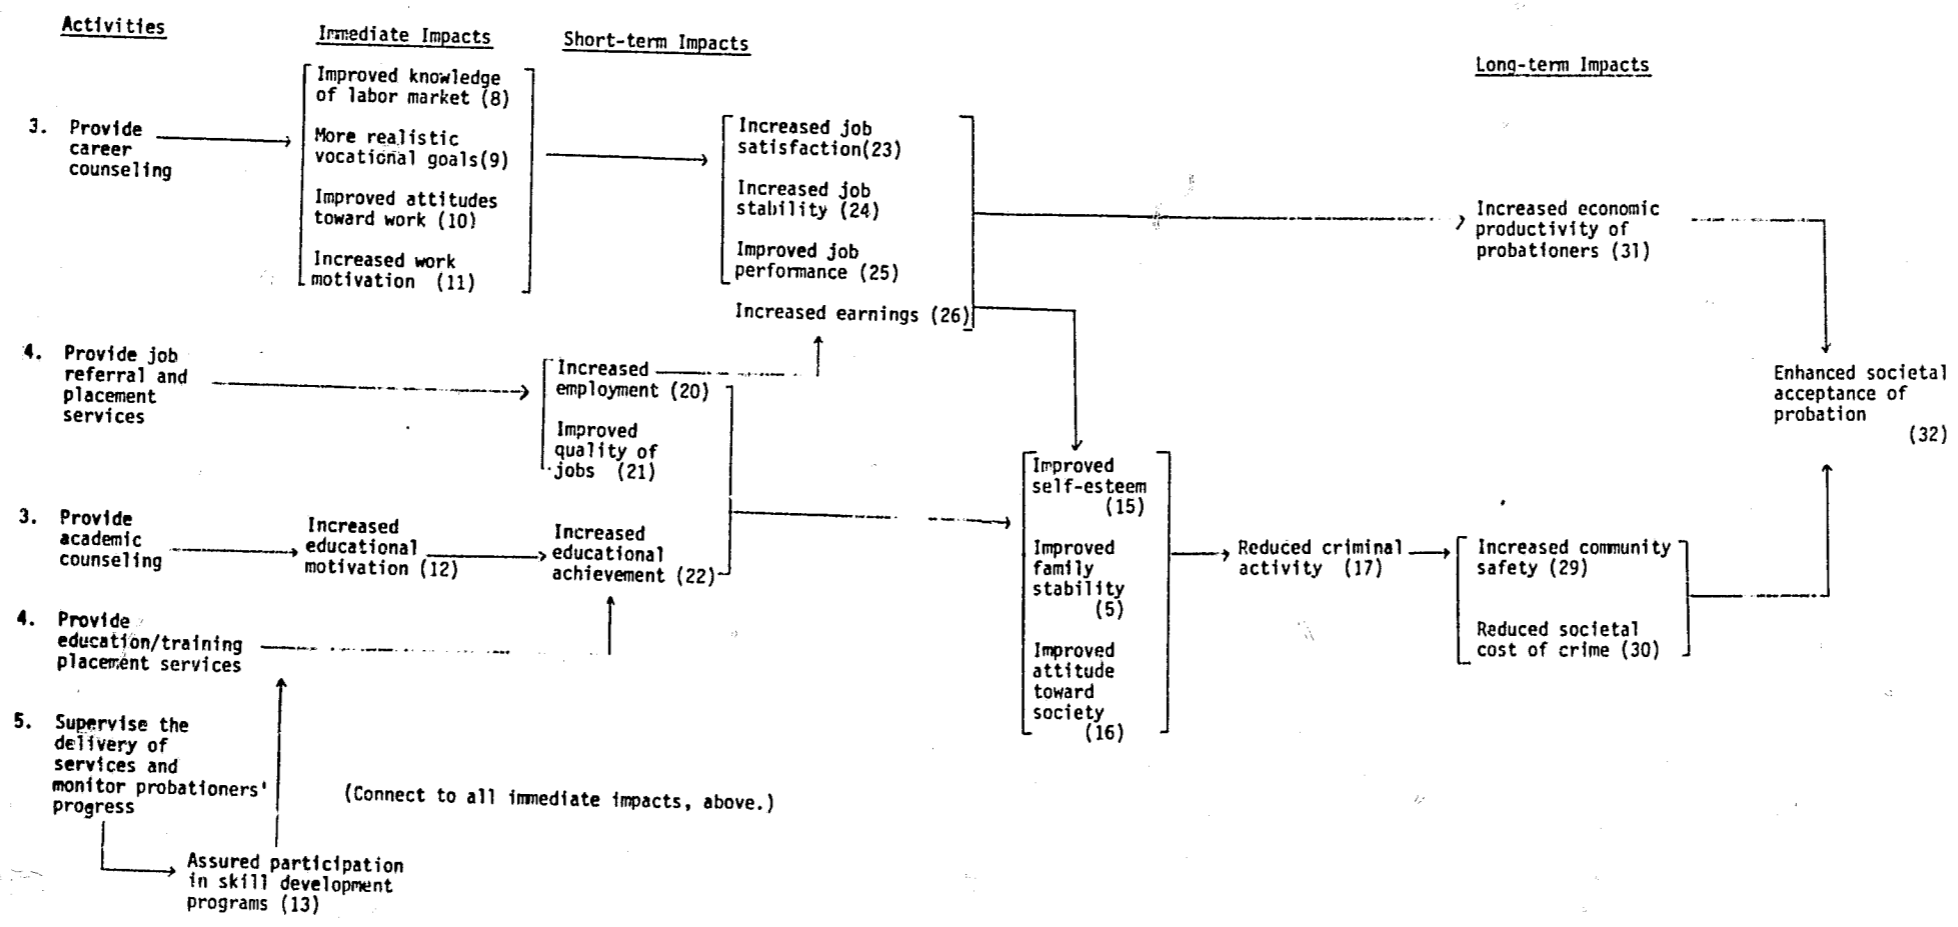 Activities
Immediate Impacts
Short-term Impacts
Long-term Impacts
3. Provide
career
counseling
Improved knowledge
of labor market (8)
More realistic
vocational goals(9)
Improved attitudes
toward work (10)
Increased work
motivation (11)
Increased job
satisfaction(23)
Increased job
stability (24)
Improved job
performance (25)
Increased earnings (26)
Increased economic
productivity of
probationers (31)
4. Provide job
referral and
placement
services
Increased
employment (20)
Improved
quality of
jobs (21)
Enhanced societal
acceptance of
probation
(32)
3. Provide
academic
counseling
Increased
educational
motivation (12)
Increased
educational
achievement (22)
Improved
self-esteem
(15)
Improved
family
stability
(5)
Improved
attitude
toward
society
(16)
Reduced criminal
activity (17)
Increased community
safety (29)
Reduced societal
cost of crime (30)
4. Provide
education/training
placement services
5. Supervise the
delivery of
services and
monitor probationers'
progress
(Connect to all immediate impacts, above.)
Assured participation
in skill development
programs (13)